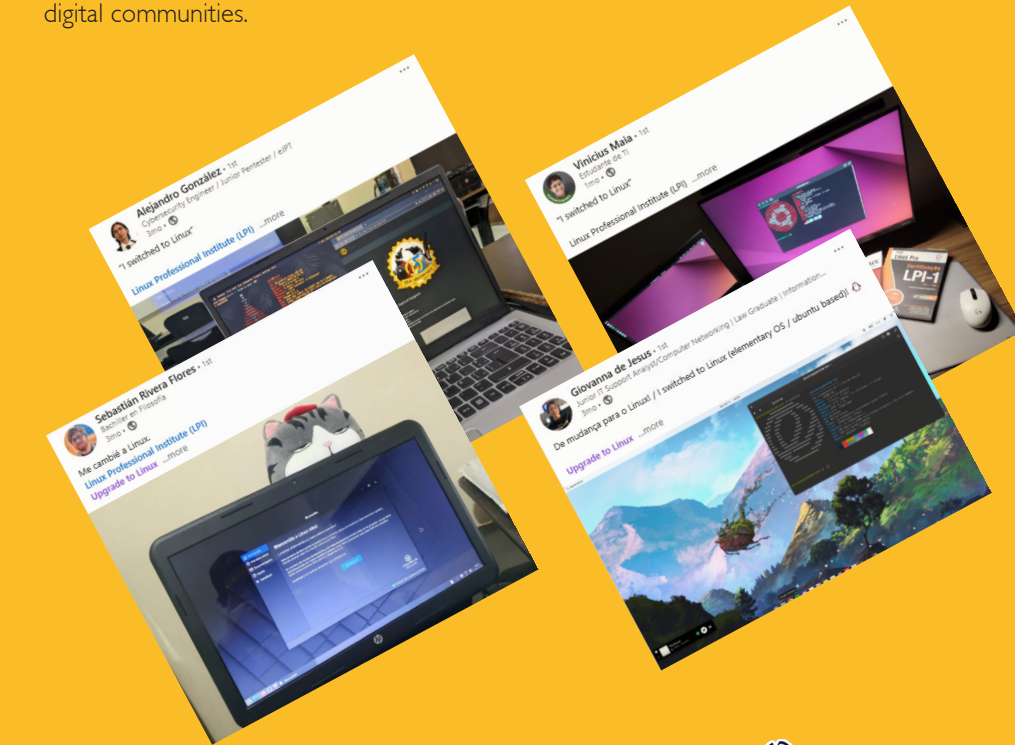 digital communities.
Alejandro González • 1st
Cybersecurity Engineer / Junior Pentester / eJPT
3mo •
"I switched to Linux"
Linux Professional Institute (LPI) ...more
Vinicius Maia • 1st
Estudante de TI
1mo •
"I switched to Linux"
Linux Professional Institute (LPI) ...more
Linux Pro
LPI-1
Sebastián Rivera Flores • 1st
Bachiller en Filosofía
3mo •
Me cambié a Linux.
Linux Professional Institute (LPI)
Upgrade to Linux ...more
Giovanna de Jesus • 1st
Junior IT Support Analyst/Computer Networking | Law Graduate | Information...
3mo •
De mudança para o Linux! / I switched to Linux (elementary OS / ubuntu based)!
Upgrade to Linux ...more